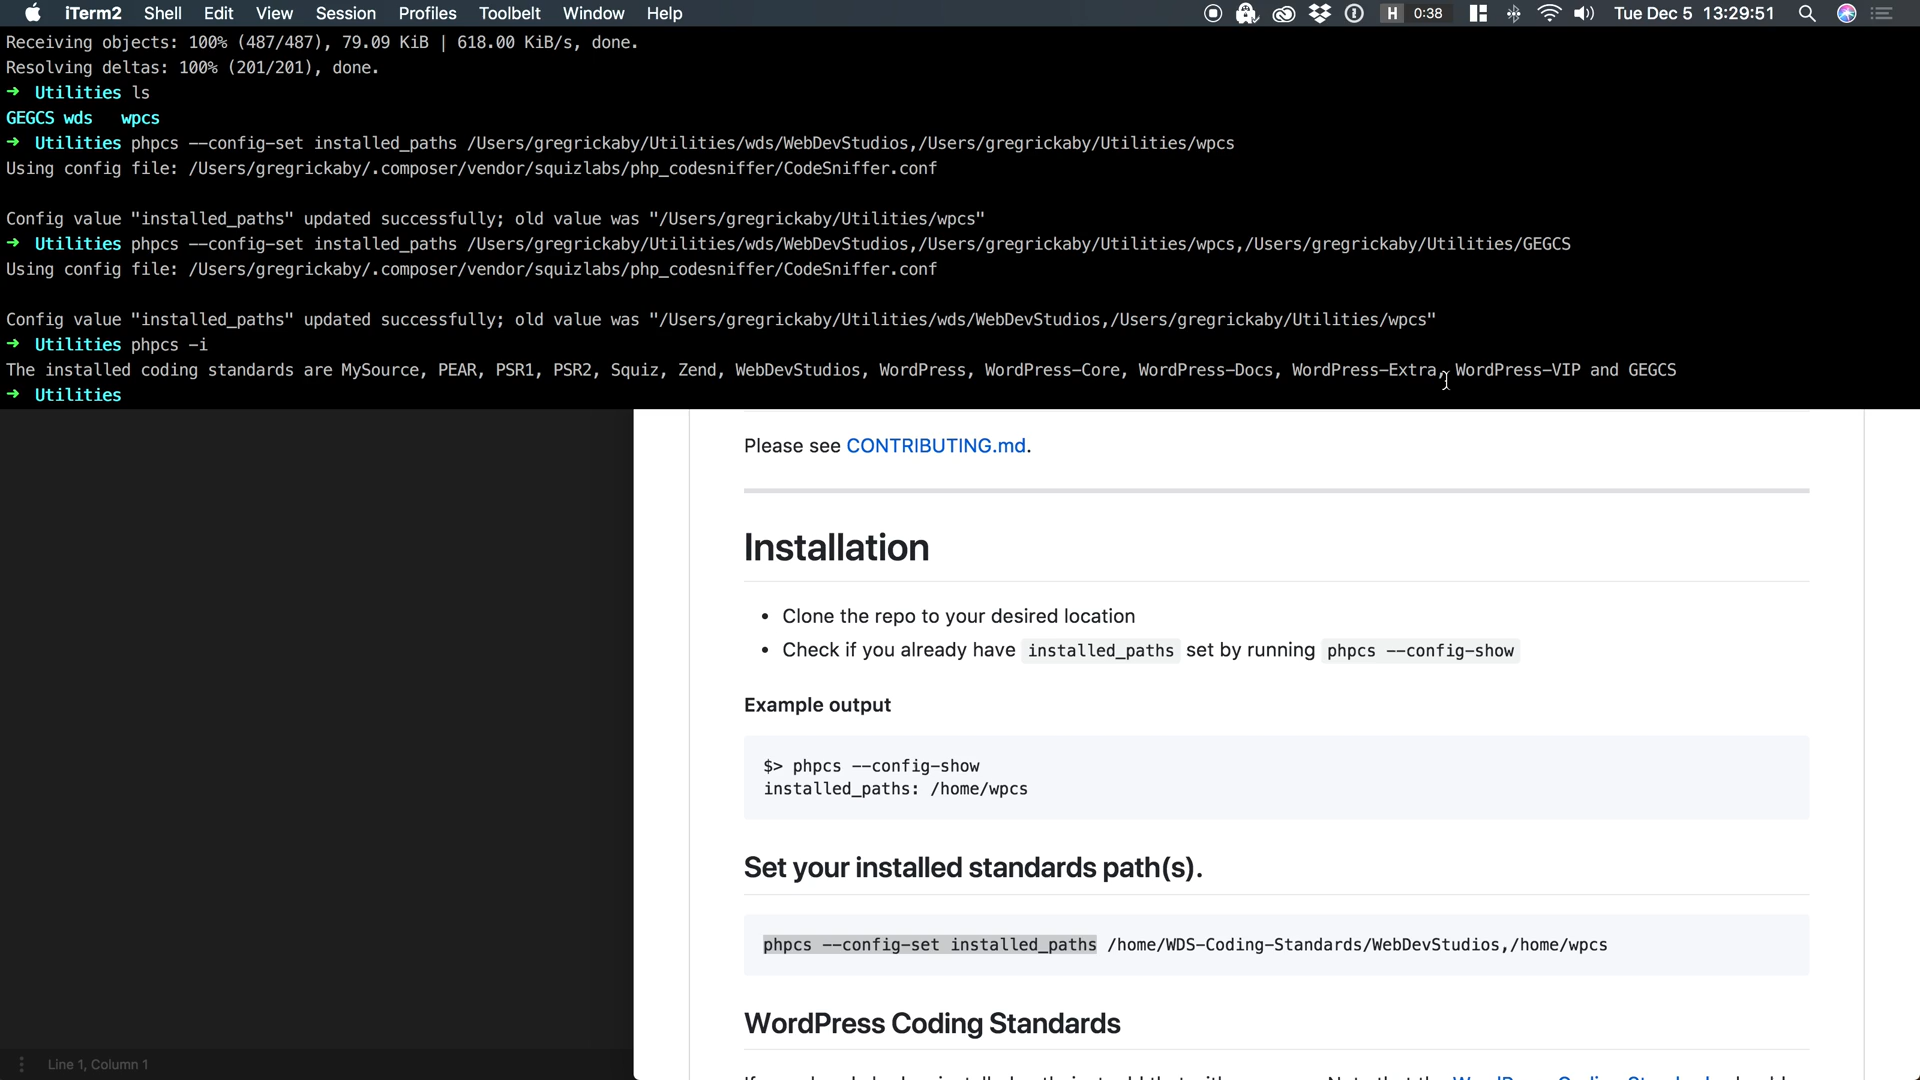 iTerm2 Shell Edit View Session Profiles Toolbelt Window Help H 0:38 Tue Dec 5 13:29:51
Receiving objects: 100% (487/487), 79.09 KiB | 618.00 KiB/s, done.
Resolving deltas: 100% (201/201), done.
➜ Utilities ls
GEGCS wds wpcs
➜ Utilities phpcs --config-set installed_paths /Users/gregrickaby/Utilities/wds/WebDevStudios,/Users/gregrickaby/Utilities/wpcs
Using config file: /Users/gregrickaby/.composer/vendor/squizlabs/php_codesniffer/CodeSniffer.conf
Config value "installed_paths" updated successfully; old value was "/Users/gregrickaby/Utilities/wpcs"
➜ Utilities phpcs --config-set installed_paths /Users/gregrickaby/Utilities/wds/WebDevStudios,/Users/gregrickaby/Utilities/wpcs,/Users/gregrickaby/Utilities/GEGCS
Using config file: /Users/gregrickaby/.composer/vendor/squizlabs/php_codesniffer/CodeSniffer.conf
Config value "installed_paths" updated successfully; old value was "/Users/gregrickaby/Utilities/wds/WebDevStudios,/Users/gregrickaby/Utilities/wpcs"
➜ Utilities phpcs -i
The installed coding standards are MySource, PEAR, PSR1, PSR2, Squiz, Zend, WebDevStudios, WordPress, WordPress-Core, WordPress-Docs, WordPress-Extra, WordPress-VIP and GEGCS
➜ Utilities
Please see CONTRIBUTING.md.
Installation
• Clone the repo to your desired location
• Check if you already have installed_paths set by running phpcs --config-show
Example output
$> phpcs --config-show
installed_paths: /home/wpcs
Set your installed standards path(s).
phpcs --config-set installed_paths /home/WDS-Coding-Standards/WebDevStudios,/home/wpcs
WordPress Coding Standards
Line 1, Column 1